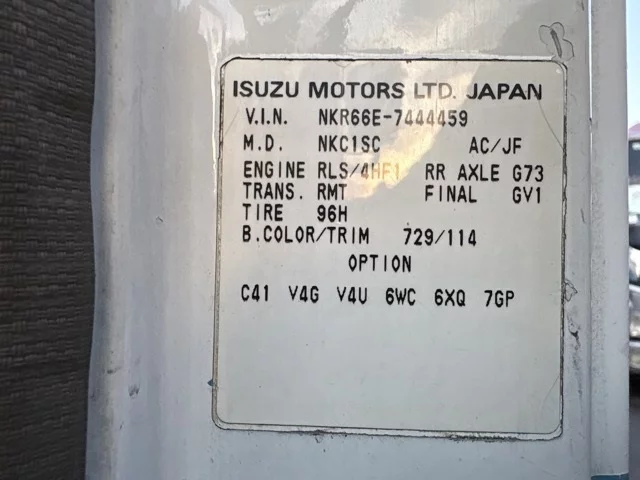 ISUZU MOTORS LTD. JAPAN
V.I.N. NKR66E-7444459
M.D. NKC1SC AC/JF
ENGINE RLS/4HF1 RR AXLE G73
TRANS. RMT FINAL GV1
TIRE 96H
B.COLOR/TRIM 729/114
OPTION
C41 V4G V4U 6WC 6XQ 7GP